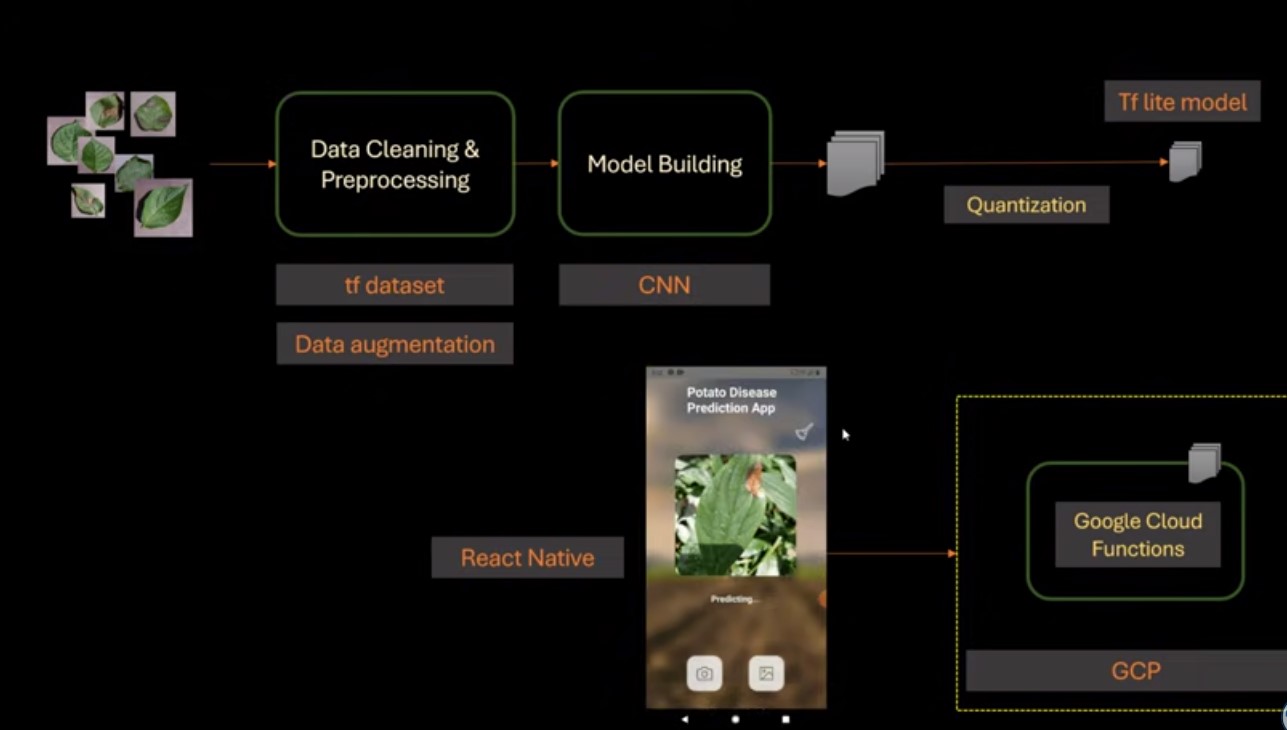 Tf lite model
Data Cleaning &
Preprocessing
Model Building
Quantization
tf dataset
CNN
Data augmentation
Potato Disease
Prediction App
Google Cloud
Functions
React Native
Predicting...
GCP